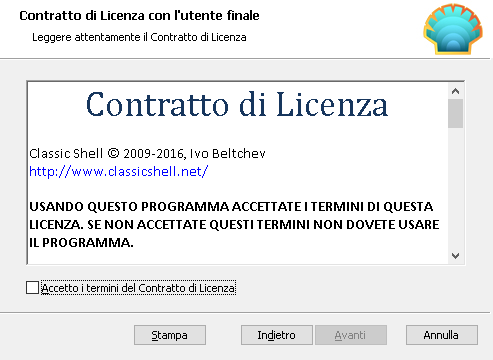 Contratto di Licenza con l'utente finale
Leggere attentamente il Contratto di Licenza
Contratto di Licenza
Classic Shell © 2009-2016, Ivo Beltchev
http://www.classicshell.net/
USANDO QUESTO PROGRAMMA ACCETTATE I TERMINI DI QUESTA
LICENZA. SE NON ACCETTATE QUESTI TERMINI NON DOVETE USARE
IL PROGRAMMA.
Accetto i termini del Contratto di Licenza
Stampa
Indietro
Avanti
Annulla